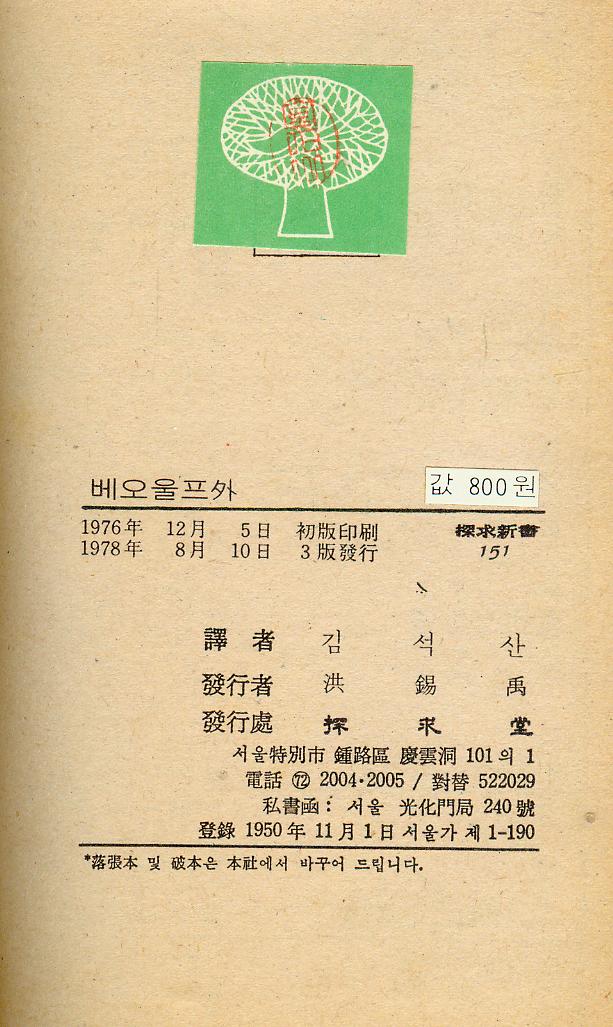 베오울프外
값 800원
1976年 12月 5日 初版印刷
1978年 8月 10日 3版發行
探求新書
151
譯者 김석산
發行者 洪錫禹
發行處 探求堂
서울特別市 鍾路區 慶雲洞 101의 1
電話 ㊆ 2004·2005 / 對替 522029
私書函: 서울 光化門局 240號
登錄 1950年 11月 1日 서울가 제1-190
*落張本 및 破本은 本社에서 바꾸어 드립니다.